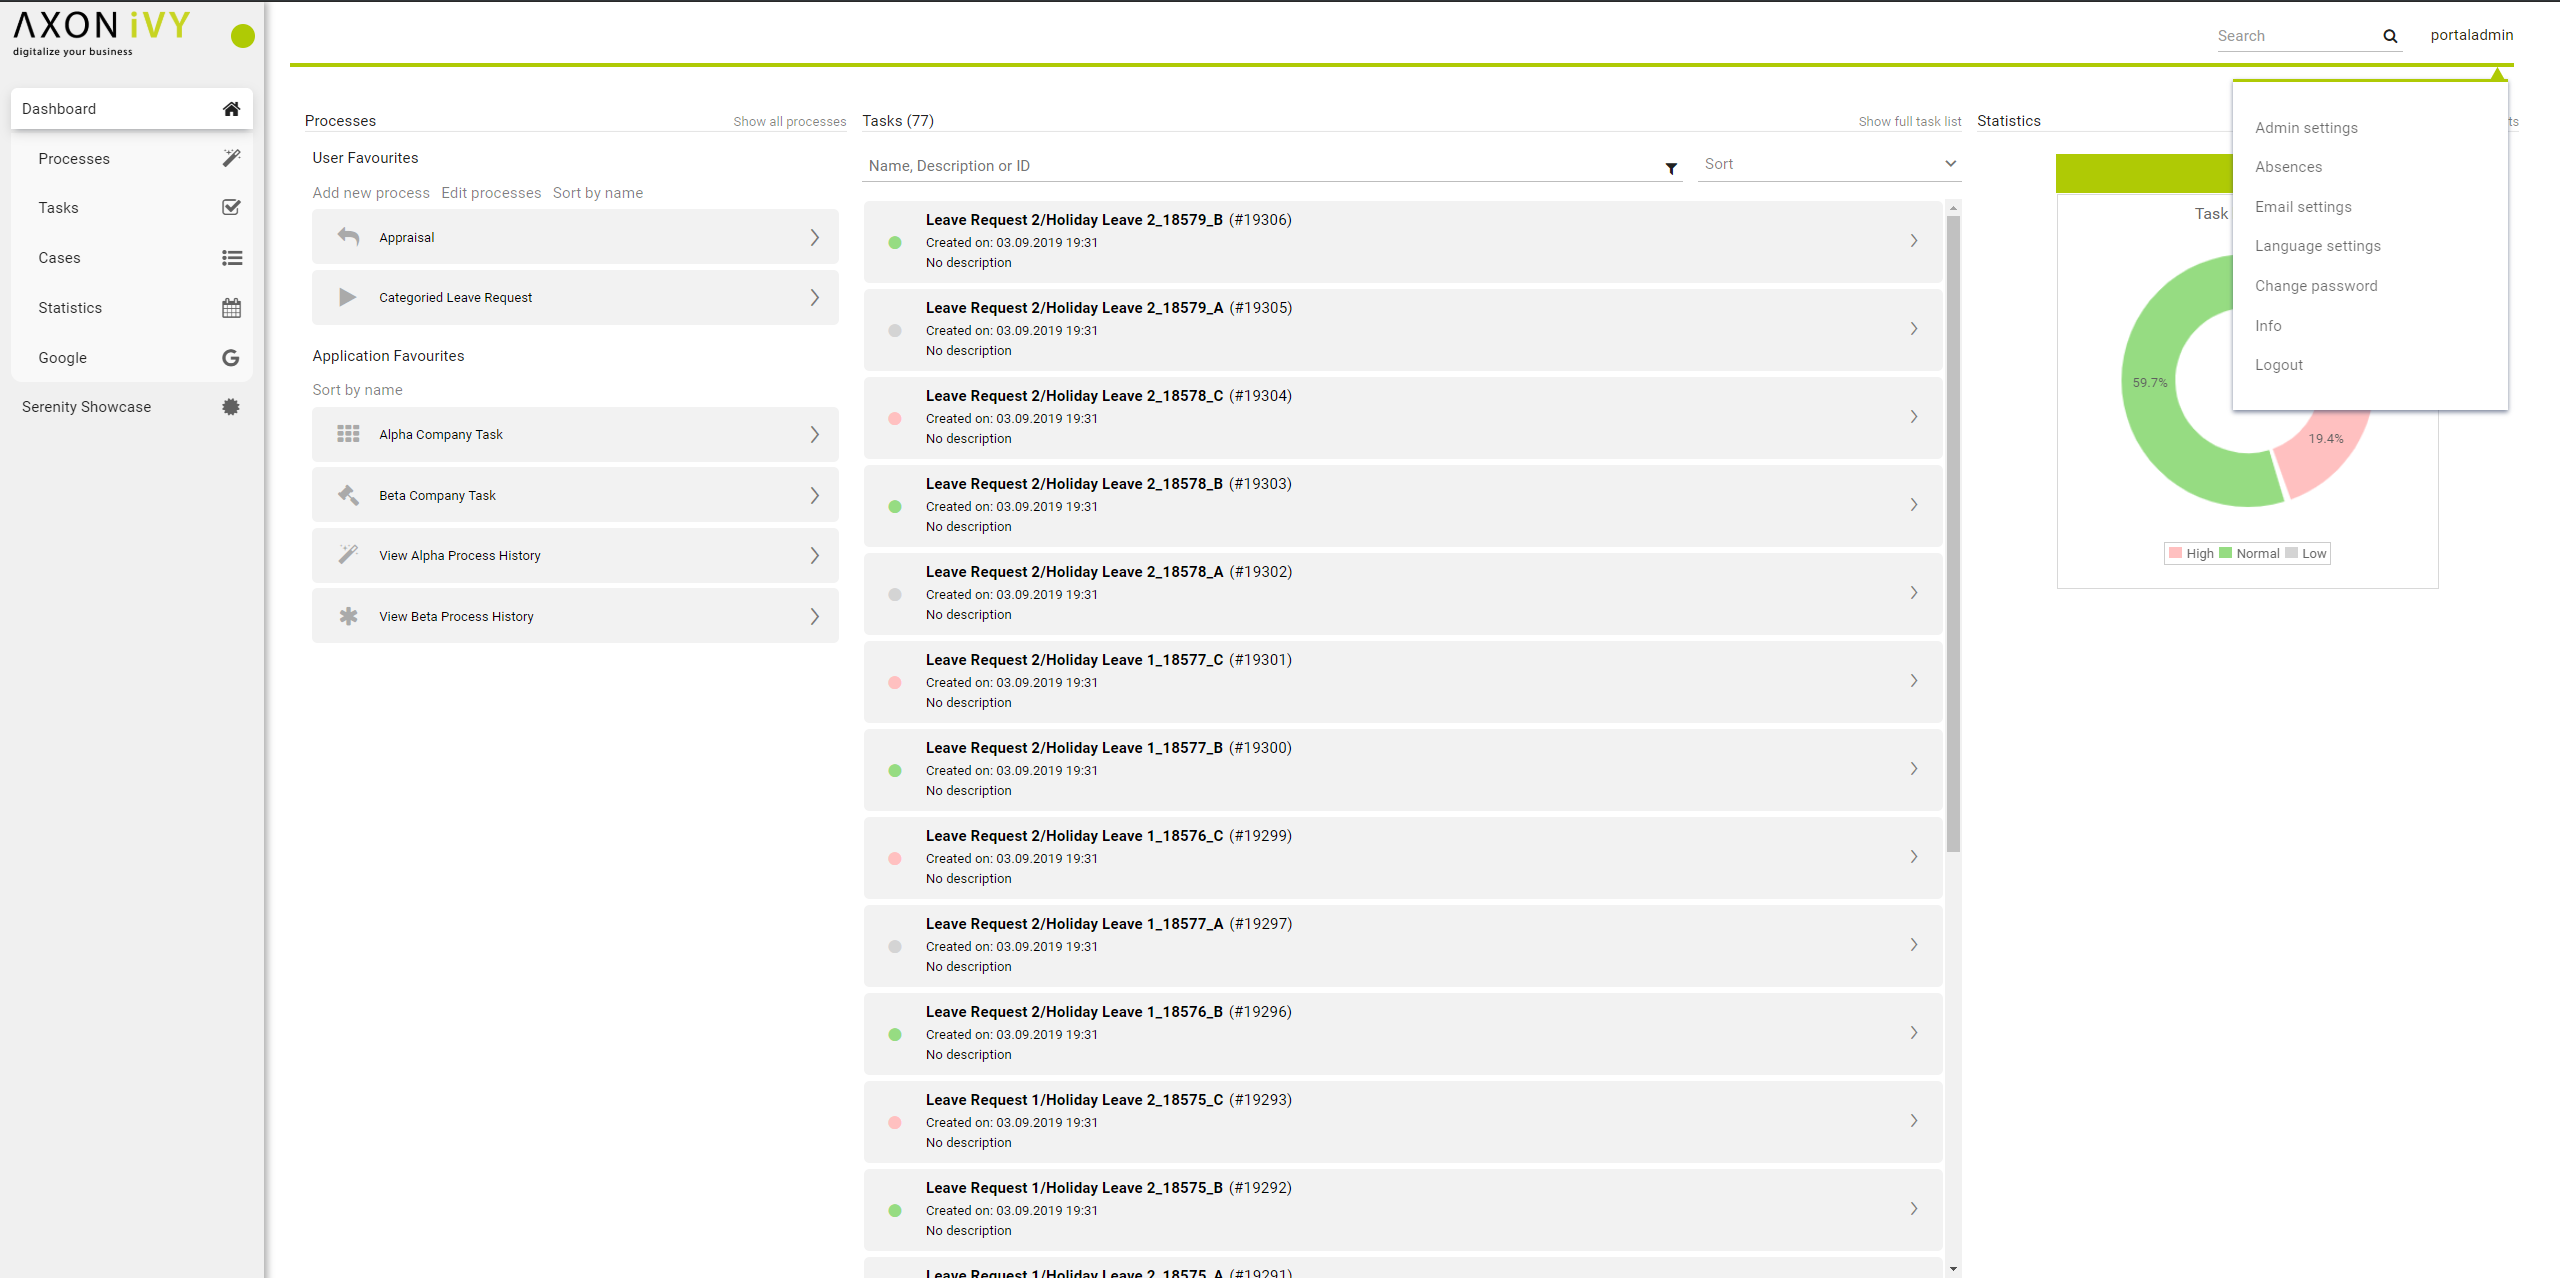 AXON iVY
digitalize your business
Search
portaladmin
Dashboard
Processes
Tasks
Cases
Statistics
Google
Serenity Showcase
Processes
Show all processes
User Favourites
Add new process Edit processes Sort by name
Appraisal
Categoried Leave Request
Application Favourites
Sort by name
Alpha Company Task
Beta Company Task
View Alpha Process History
View Beta Process History
Tasks (77)
Show full task list
Name, Description or ID
Sort
Leave Request 2/Holiday Leave 2_18579_B (#19306)
Created on: 03.09.2019 19:31
No description
Leave Request 2/Holiday Leave 2_18579_A (#19305)
Created on: 03.09.2019 19:31
No description
Leave Request 2/Holiday Leave 2_18578_C (#19304)
Created on: 03.09.2019 19:31
No description
Leave Request 2/Holiday Leave 2_18578_B (#19303)
Created on: 03.09.2019 19:31
No description
Leave Request 2/Holiday Leave 2_18578_A (#19302)
Created on: 03.09.2019 19:31
No description
Leave Request 2/Holiday Leave 1_18577_C (#19301)
Created on: 03.09.2019 19:31
No description
Leave Request 2/Holiday Leave 1_18577_B (#19300)
Created on: 03.09.2019 19:31
No description
Leave Request 2/Holiday Leave 1_18576_C (#19299)
Created on: 03.09.2019 19:31
No description
Leave Request 2/Holiday Leave 1_18577_A (#19297)
Created on: 03.09.2019 19:31
No description
Leave Request 2/Holiday Leave 1_18576_B (#19296)
Created on: 03.09.2019 19:31
No description
Leave Request 1/Holiday Leave 2_18575_C (#19293)
Created on: 03.09.2019 19:31
No description
Leave Request 1/Holiday Leave 2_18575_B (#19292)
Created on: 03.09.2019 19:31
No description
Leave Request 1/Holiday Leave 2_18575_A (#19291)
Statistics
ts
Task
59.7%
19.4%
High Normal Low
Admin settings
Absences
Email settings
Language settings
Change password
Info
Logout